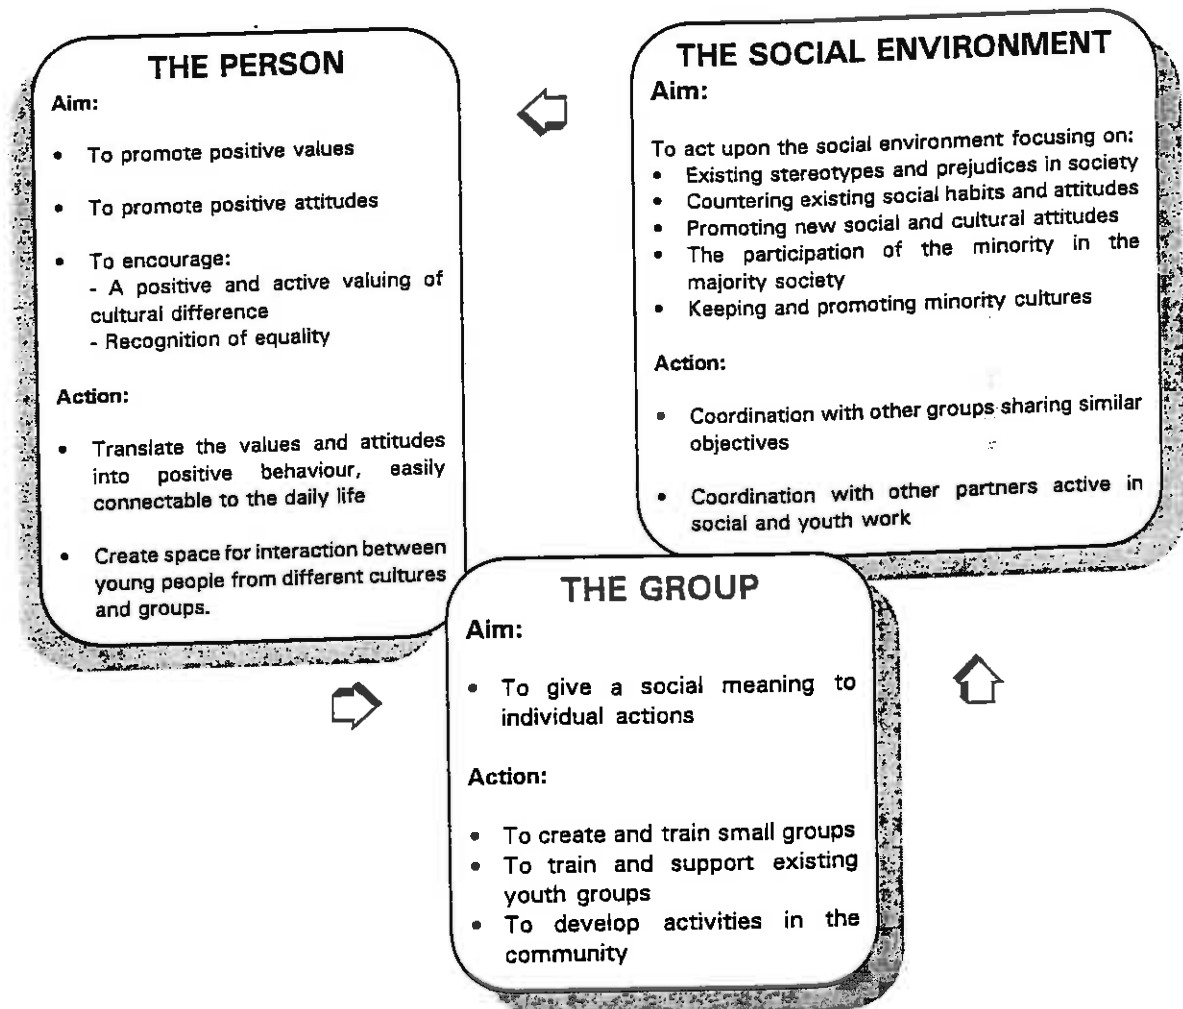 THE PERSON
Aim:
• To promote positive values
• To promote positive attitudes
• To encourage:
- A positive and active valuing of
cultural difference
- Recognition of equality
Action:
• Translate the values and attitudes
into positive behaviour, easily
connectable to the daily life
• Create space for interaction between
young people from different cultures
and groups.
THE SOCIAL ENVIRONMENT
Aim:
To act upon the social environment focusing on:
• Existing stereotypes and prejudices in society
• Countering existing social habits and attitudes
• Promoting new social and cultural attitudes
• The participation of the minority in the
majority society
• Keeping and promoting minority cultures
Action:
• Coordination with other groups sharing similar
objectives
• Coordination with other partners active in
social and youth work
THE GROUP
Aim:
• To give a social meaning to
individual actions
Action:
• To create and train small groups
• To train and support existing
youth groups
• To develop activities in the
community